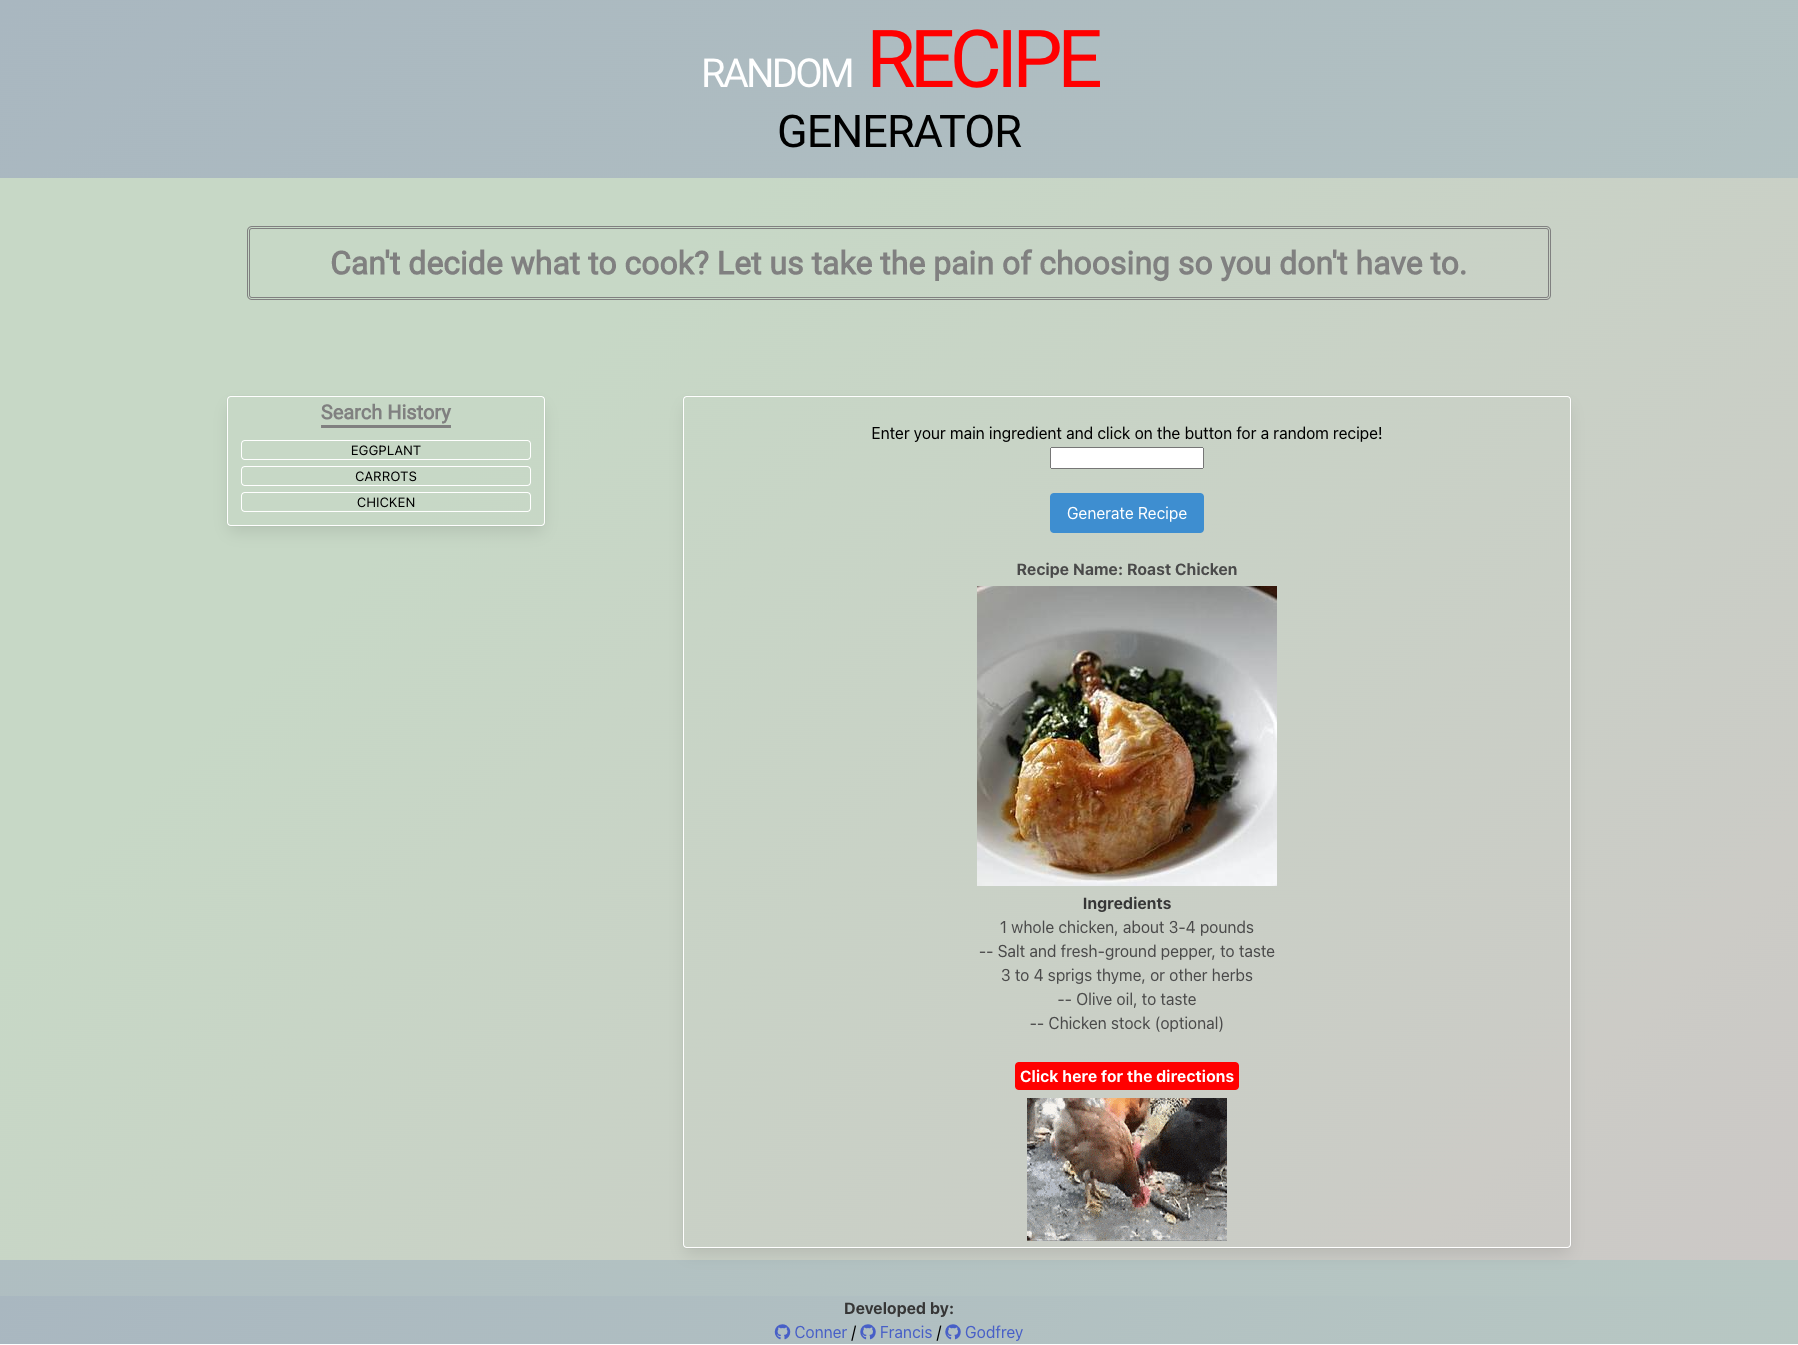 RANDOM RECIPE
GENERATOR
Can't decide what to cook? Let us take the pain of choosing so you don't have to.
Search History
EGGPLANT
CARROTS
CHICKEN
Enter your main ingredient and click on the button for a random recipe!
Generate Recipe
Recipe Name: Roast Chicken
Ingredients
1 whole chicken, about 3-4 pounds
-- Salt and fresh-ground pepper, to taste
3 to 4 sprigs thyme, or other herbs
-- Olive oil, to taste
-- Chicken stock (optional)
Click here for the directions
Developed by:
Conner / Francis / Godfrey